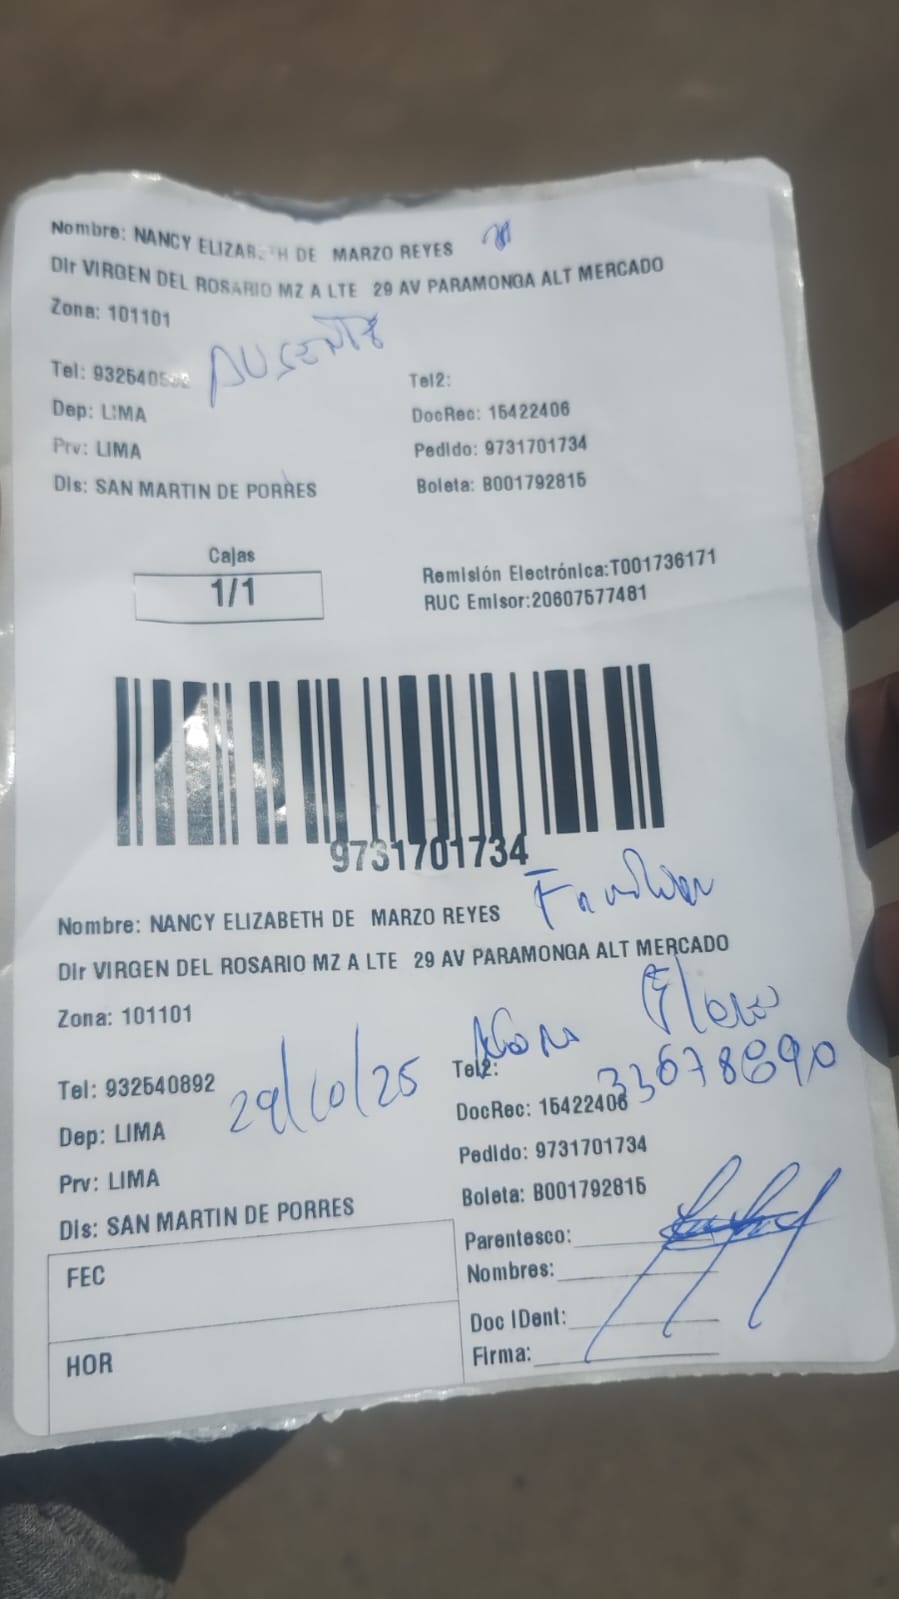 Nombre: NANCY ELIZABETH DE MARZO REYES
Dir VIRGEN DEL ROSARIO MZ A LTE 29 AV PARAMONGA ALT MERCADO
Zona: 101101
AUSENTE
Tel:
Tel2:
Dep: LIMA
DocRec: 15422406
Prv: LIMA
Pedido: 9731701734
Dis: SAN MARTIN DE PORRES
Boleta: B001792815
Cajas
1/1
Remisión Electrónica:T001736171
RUC Emisor:20607577481
9731701734
Familiar
Nombre: NANCY ELIZABETH DE MARZO REYES
Dir VIRGEN DEL ROSARIO MZ A LTE 29 AV PARAMONGA ALT MERCADO
Zona: 101101
Tel: 932540892
29/10/25
Tel2:
DocRec: 15422406
Dep: LIMA
Pedido: 9731701734
Prv: LIMA
Boleta: B001792815
Dis: SAN MARTIN DE PORRES
Parentesco:
FEC
Nombres:
Doc IDent:
HOR
Firma: